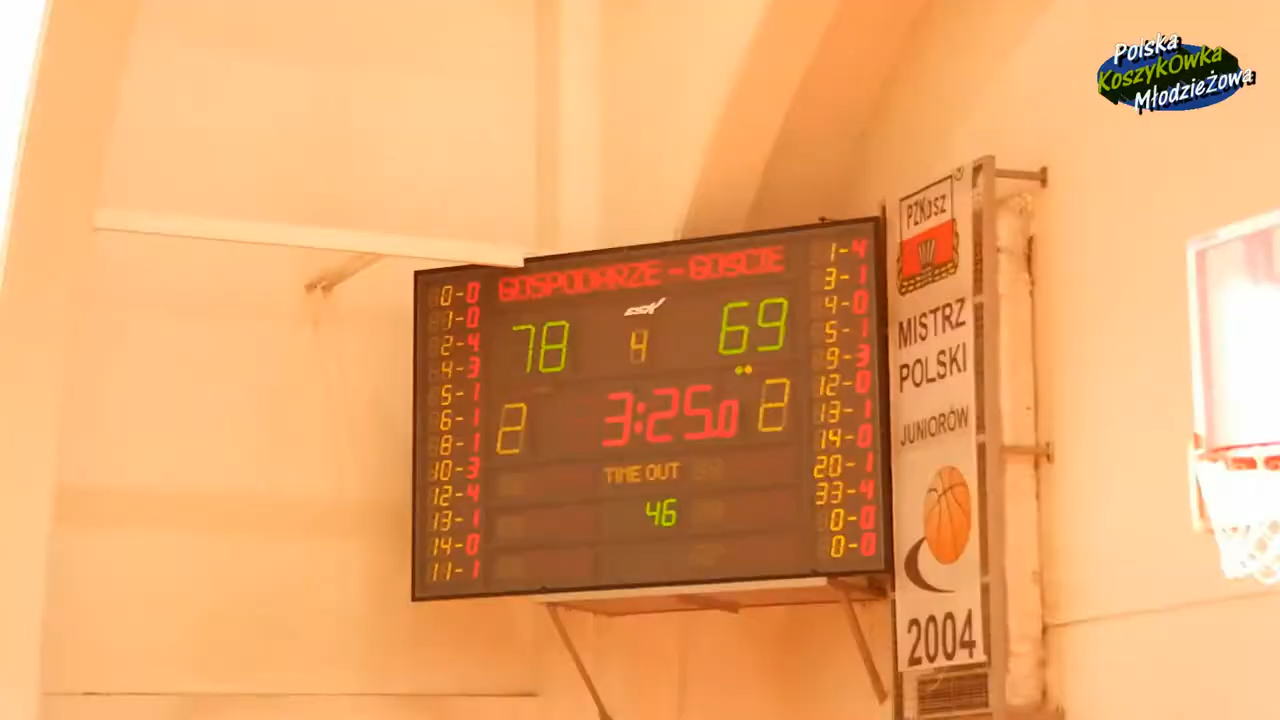 Polska
Koszykówka
Młodzieżowa
GOSPODARZE - GOSCIE
ESK
78 4 69
2 3:25.0 2
TIME OUT
46
0-0
1-0
2-4
4-3
5-1
6-1
8-1
10-3
12-4
13-1
14-0
11-1
1-4
3-1
4-0
5-1
9-3
12-0
13-1
14-0
20-1
33-4
0-0
0-0
PZKosz
MISTRZ
POLSKI
JUNIORÓW
2004